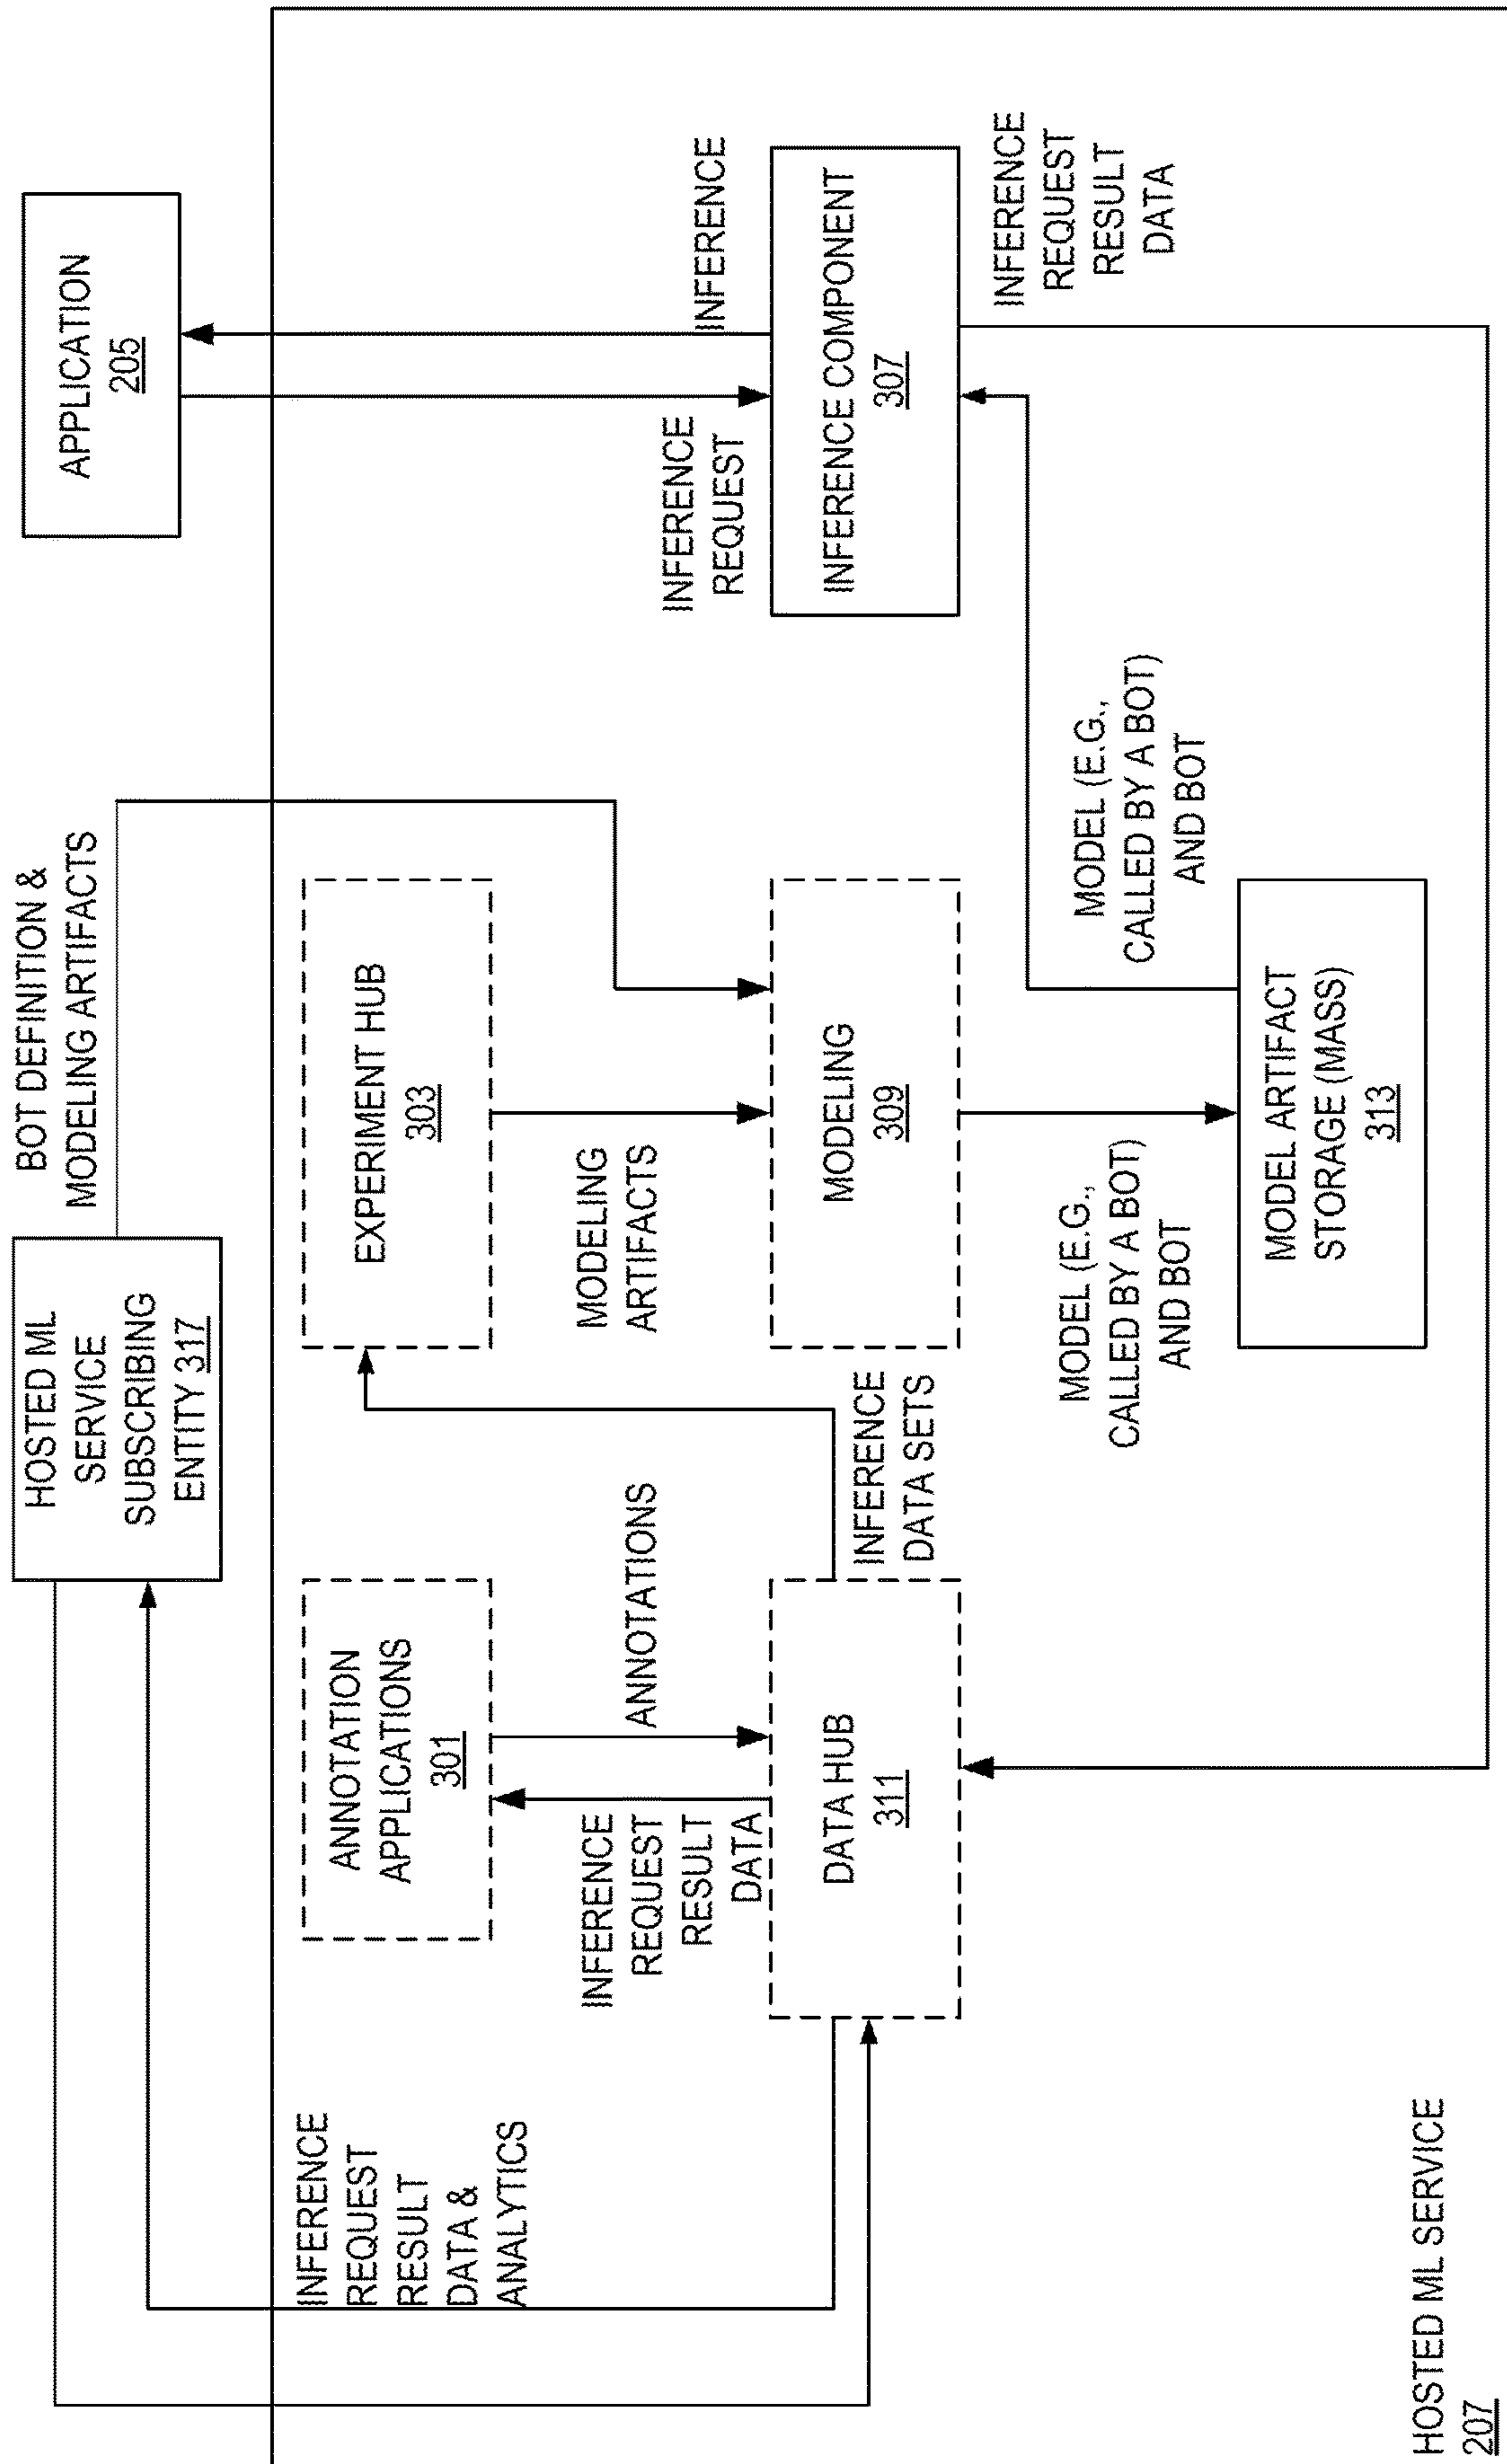 HOSTED ML
SERVICE
SUBSCRIBING
ENTITY 317
BOT DEFINITION &
MODELING ARTIFACTS
APPLICATION
205
INFERENCE
REQUEST
RESULT
DATA &
ANALYTICS
ANNOTATION
APPLICATIONS
301
EXPERIMENT HUB
303
INFERENCE
REQUEST
RESULT
DATA
ANNOTATIONS
MODELING
ARTIFACTS
INFERENCE
REQUEST
INFERENCE
DATA HUB
311
INFERENCE
DATA SETS
MODELING
309
INFERENCE COMPONENT
307
INFERENCE
REQUEST
RESULT
DATA
MODEL (E.G.,
CALLED BY A BOT)
AND BOT
MODEL (E.G.,
CALLED BY A BOT)
AND BOT
MODEL ARTIFACT
STORAGE (MASS)
313
HOSTED ML SERVICE
207